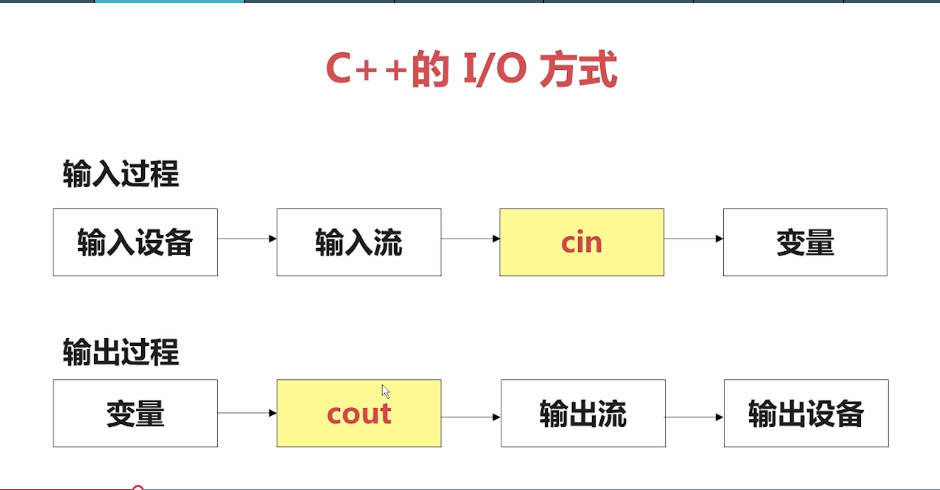 C++的 I/O 方式
输入过程
输入设备
输入流
cin
变量
输出过程
变量
cout
输出流
输出设备